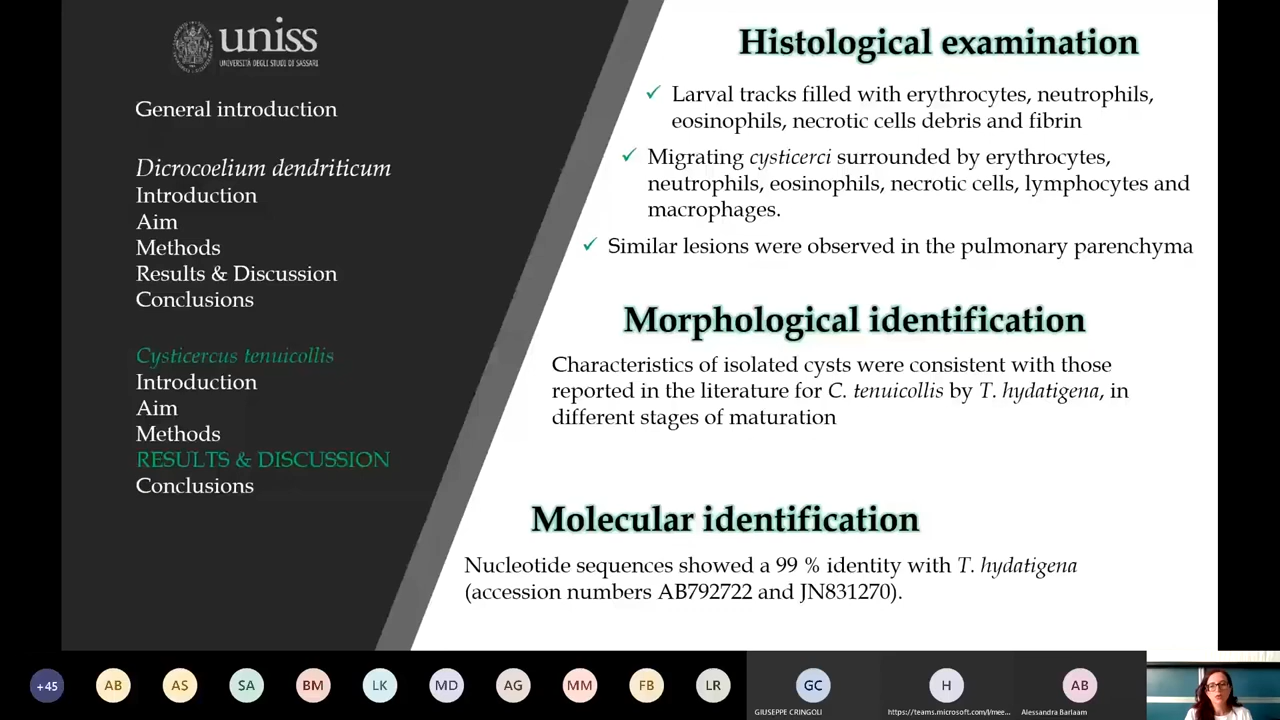 uniss
UNIVERSITÀ DEGLI STUDI DI SASSARI
General introduction
Dicrocoelium dendriticum
Introduction
Aim
Methods
Results & Discussion
Conclusions
Cysticercus tenuicollis
Introduction
Aim
Methods
RESULTS & DISCUSSION
Conclusions
Histological examination
✓ Larval tracks filled with erythrocytes, neutrophils,
eosinophils, necrotic cells debris and fibrin
✓ Migrating cysticerci surrounded by erythrocytes,
neutrophils, eosinophils, necrotic cells, lymphocytes and
macrophages.
✓ Similar lesions were observed in the pulmonary parenchyma
Morphological identification
Characteristics of isolated cysts were consistent with those
reported in the literature for C. tenuicollis by T. hydatigena, in
different stages of maturation
Molecular identification
Nucleotide sequences showed a 99 % identity with T. hydatigena
(accession numbers AB792722 and JN831270).
+45 AB AS SA BM LK MD AG MM FB LR GC H AB
GIUSEPPE CRINGOLI https://teams.microsoft.com/l/mee... Alessandra Barlaam